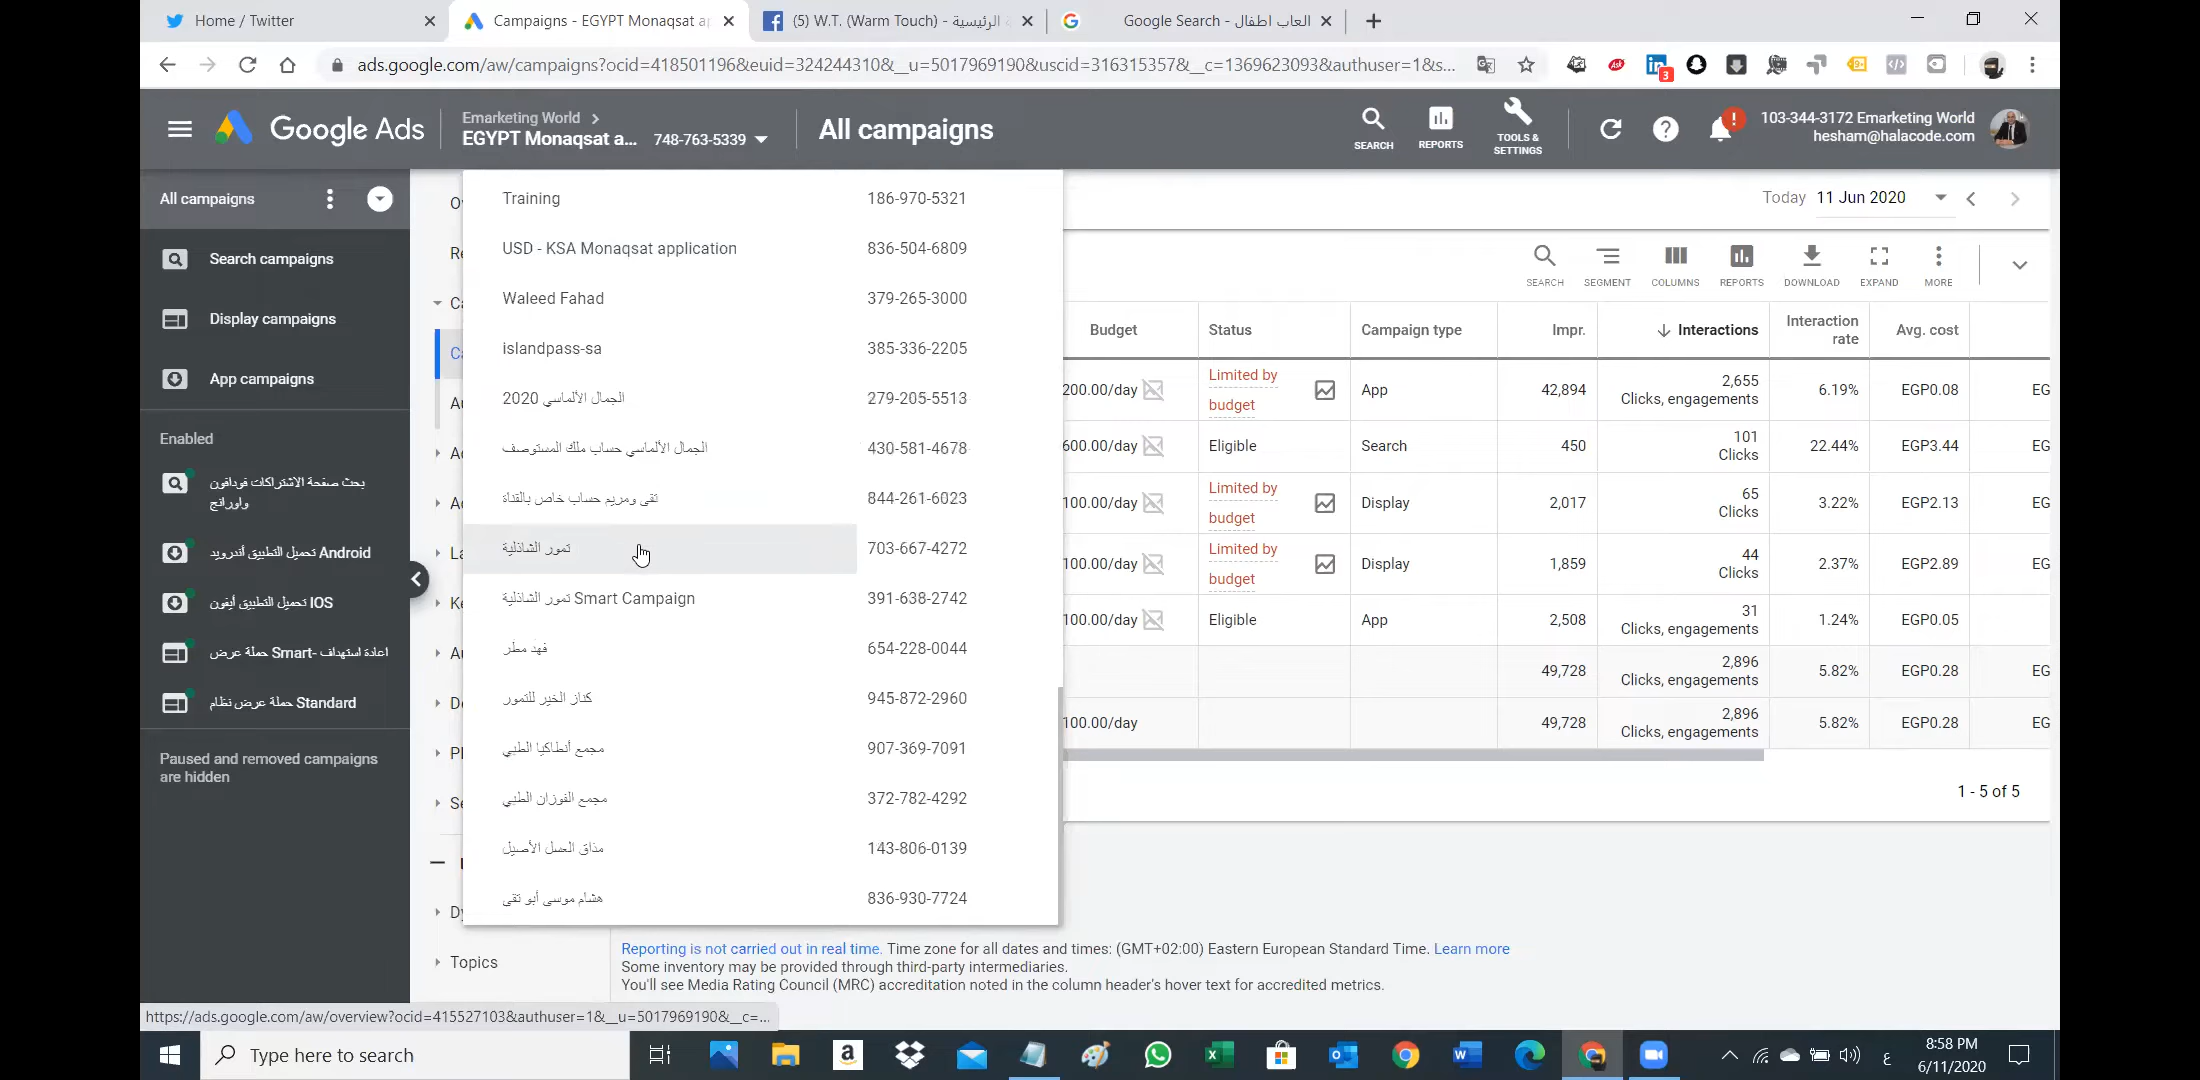 Home / Twitter
Campaigns - EGYPT Monaqsat ap
(5) W.T. (Warm Touch) - الرئيسية
العاب اطفال - Google Search
ads.google.com/aw/campaigns?ocid=418501196&euid=324244310&__u=5017969190&uscid=316315357&__c=1369623093&authuser=1&s...
Google Ads
Emarketing World >
EGYPT Monaqsat a... 748-763-5339
All campaigns
SEARCH
REPORTS
TOOLS &
SETTINGS
103-344-3172 Emarketing World
hesham@halacode.com
All campaigns
Search campaigns
Display campaigns
App campaigns
Enabled
بحث صفحة الاشتراكات فودافون
واورانج
تحميل التطبيق أندرويد Android
تحميل التطبيق أيفون IOS
حملة عرض Smart- اعادة استهداف
حملة عرض نظام Standard
Paused and removed campaigns
are hidden
Training 186-970-5321
USD - KSA Monaqsat application 836-504-6809
Waleed Fahad 379-265-3000
islandpass-sa 385-336-2205
الجمال الألماسي 2020 279-205-5513
الجمال الألماسي حساب ملك المستوصف 430-581-4678
تقى ومريم حساب خاص بالقناة 844-261-6023
تمور الشاذلية 703-667-4272
تمور الشاذلية Smart Campaign 391-638-2742
فهد مطر 654-228-0044
كناز الخير للتمور 945-872-2960
مجمع أنطاكيا الطبي 907-369-7091
مجمع الفوزان الطبي 372-782-4292
مذاق العسل الأصيل 143-806-0139
هشام موسى أبو تقى 836-930-7724
Topics
Today 11 Jun 2020
SEARCH
SEGMENT
COLUMNS
REPORTS
DOWNLOAD
EXPAND
MORE
Budget Status Campaign type Impr. Interactions Interaction rate Avg. cost
200.00/day Limited by budget App 42,894 2,655 Clicks, engagements 6.19% EGP0.08 EG
600.00/day Eligible Search 450 101 Clicks 22.44% EGP3.44 EG
100.00/day Limited by budget Display 2,017 65 Clicks 3.22% EGP2.13 EG
100.00/day Limited by budget Display 1,859 44 Clicks 2.37% EGP2.89 EG
100.00/day Eligible App 2,508 31 Clicks, engagements 1.24% EGP0.05 EG
49,728 2,896 Clicks, engagements 5.82% EGP0.28 EG
100.00/day 49,728 2,896 Clicks, engagements 5.82% EGP0.28 EG
1 - 5 of 5
Reporting is not carried out in real time. Time zone for all dates and times: (GMT+02:00) Eastern European Standard Time. Learn more
Some inventory may be provided through third-party intermediaries.
You'll see Media Rating Council (MRC) accreditation noted in the column header's hover text for accredited metrics.
https://ads.google.com/aw/overview?ocid=415527103&authuser=1&__u=5017969190&__c=...
Type here to search
ع
8:58 PM
6/11/2020